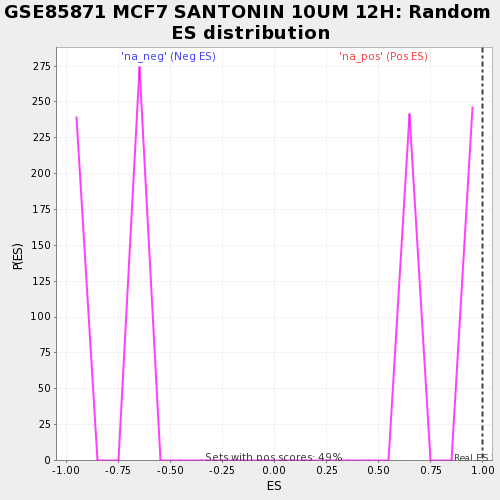 GSE85871 MCF7 SANTONIN 10UM 12H: Random
ES distribution
'na_neg' (Neg ES)
'na_pos' (Pos ES)
275
250
225
200
175
150
125
100
75
50
25
0
P(ES)
Sets with pos scores: 49%
Real ES
-1.00 -0.75 -0.50 -0.25 0.00 0.25 0.50 0.75 1.00
ES